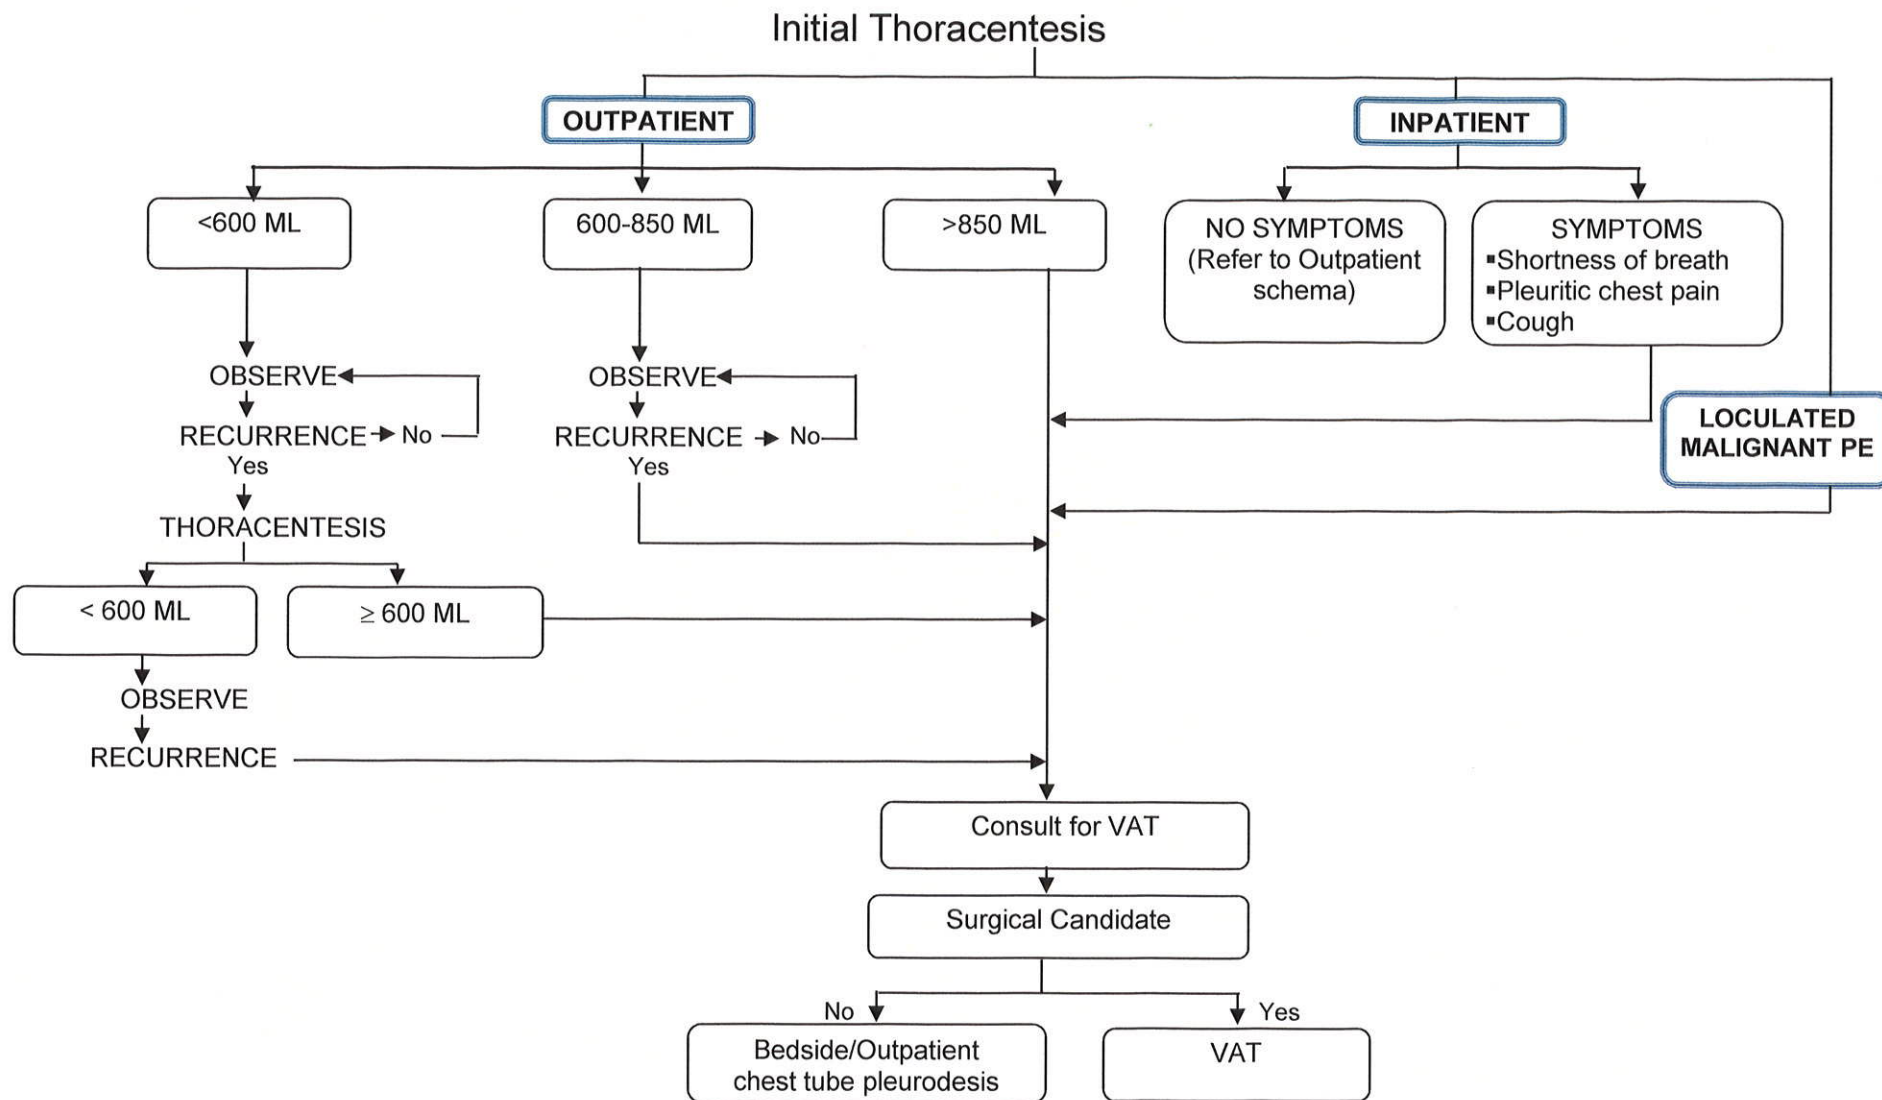 Initial Thoracentesis
OUTPATIENT
INPATIENT
<600 ML
600-850 ML
>850 ML
NO SYMPTOMS
(Refer to Outpatient
schema)
SYMPTOMS
▪Shortness of breath
▪Pleuritic chest pain
▪Cough
OBSERVE
OBSERVE
LOCULATED
MALIGNANT PE
RECURRENCE
No
RECURRENCE
No
Yes
Yes
THORACENTESIS
< 600 ML
≥ 600 ML
OBSERVE
RECURRENCE
Consult for VAT
Surgical Candidate
No
Yes
Bedside/Outpatient
chest tube pleurodesis
VAT